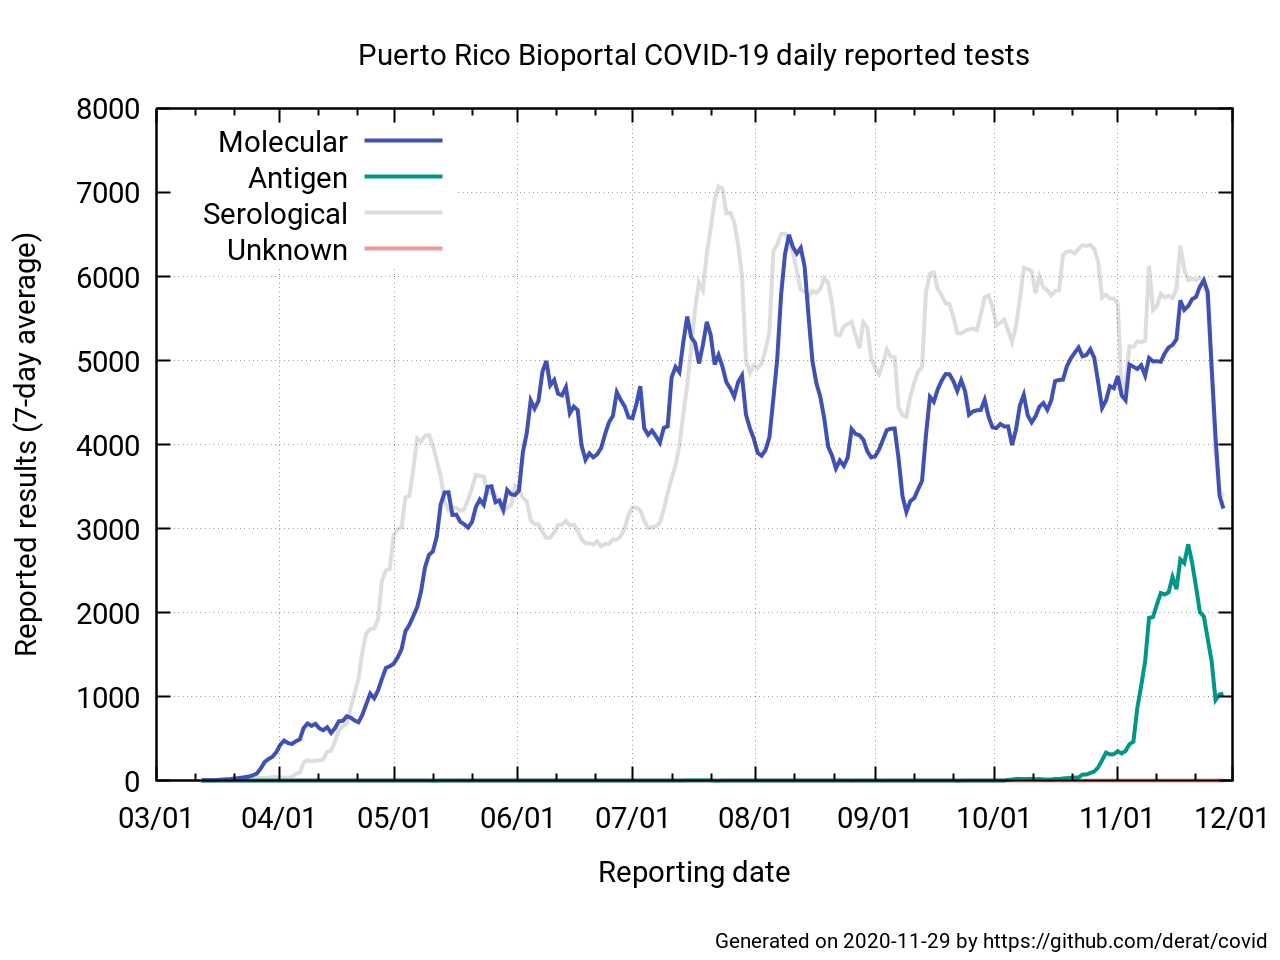 Puerto Rico Bioportal COVID-19 daily reported tests
8000
7000
6000
5000
4000
3000
2000
1000
0
Molecular
Antigen
Serological
Unknown
Reported results (7-day average)
03/01 04/01 05/01 06/01 07/01 08/01 09/01 10/01 11/01 12/01
Reporting date
Generated on 2020-11-29 by https://github.com/derat/covid